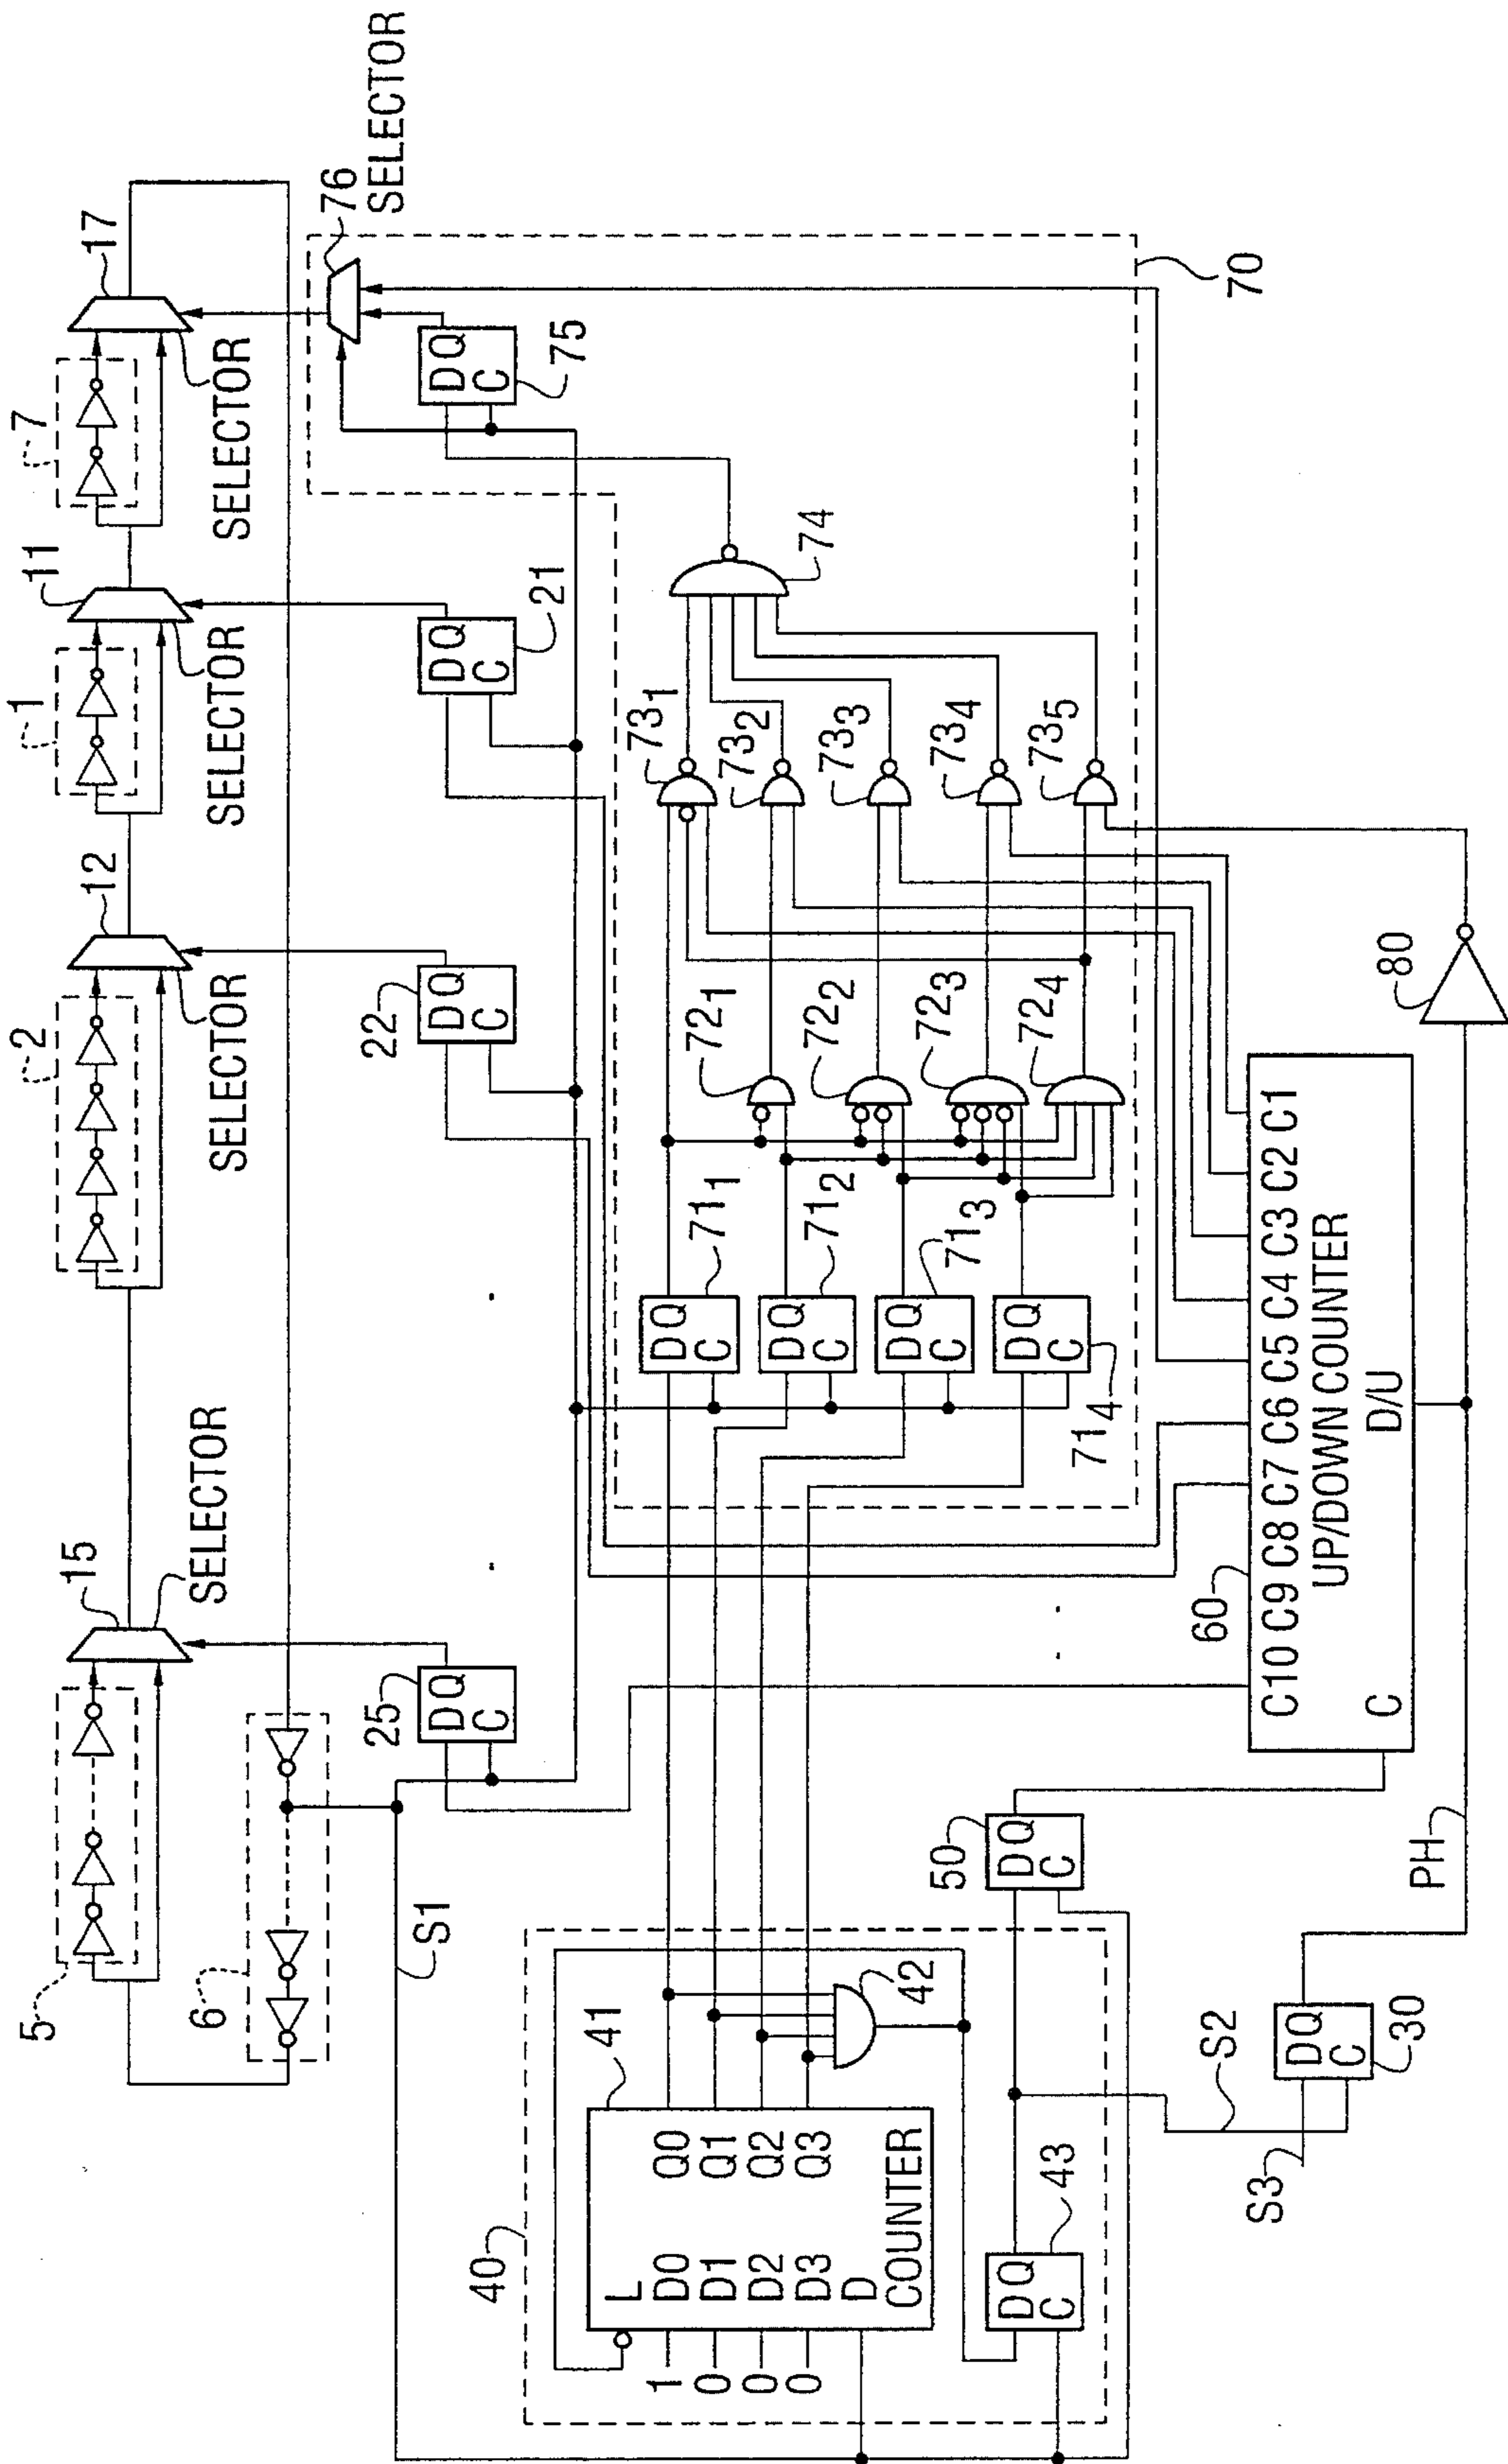 5
15
SELECTOR
2
12
SELECTOR
1
11
SELECTOR
7
17
SELECTOR
6
S1
25
D Q
C
22
D Q
C
21
D Q
C
75
D Q
C
76
SELECTOR
40
41
L
D0 Q0
D1 Q1
D2 Q2
D3 Q3
D
COUNTER
1
0
0
0
42
43
D Q
C
50
D Q
C
S2
S3
30
D Q
C
PH
70
711
D Q
C
712
D Q
C
713
D Q
C
714
D Q
C
721
722
723
724
731
732
733
734
735
74
60
C10 C9 C8 C7 C6 C5 C4 C3 C2 C1
UP/DOWN COUNTER
C
D/U
80